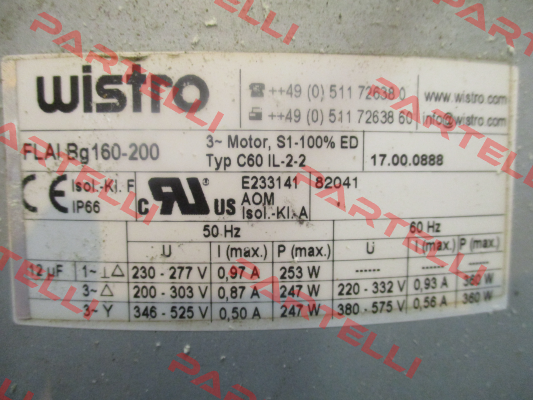 wistro
++49 (0) 511 72638 0
www.wistro.com
++49 (0) 511 72638 60
info@wistro.com
FLAI Bg160-200
3~ Motor, S1-100% ED
Typ C60 IL-2-2
17.00.0888
CE Isol.-Kl. F
IP66
C RU US
E233141
82041
AOM
Isol.-Kl. A
50 Hz 60 Hz
U I (max.) P (max.) U I (max.) P (max.)
12 µF 1~ ⊥ △ 230 - 277 V 0,97 A 253 W ------ ------ ------
3~ △ 200 - 303 V 0,87 A 247 W 220 - 332 V 0,93 A 360 W
3~ Y 346 - 525 V 0,50 A 247 W 380 - 575 V 0,56 A 360 W
PARTELLI
PARTELLI
PARTELLI
PARTELLI
PARTELLI